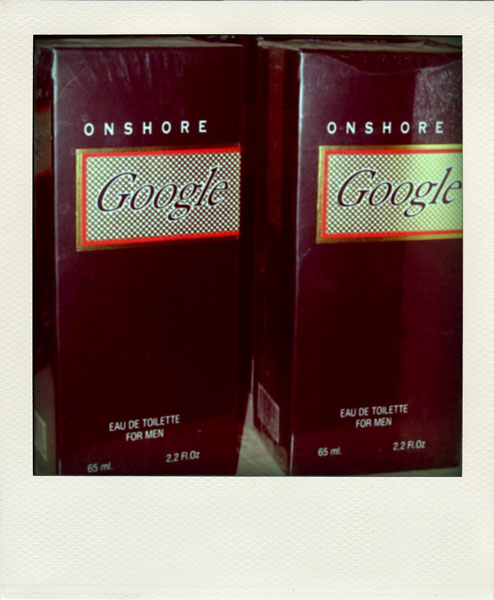 ONSHORE
Google
EAU DE TOILETTE
FOR MEN
65 ml. 2,2 Fl.Oz
ONSHORE
Google
EAU DE TOILETTE
FOR MEN
65 ml. 2,2 Fl.Oz